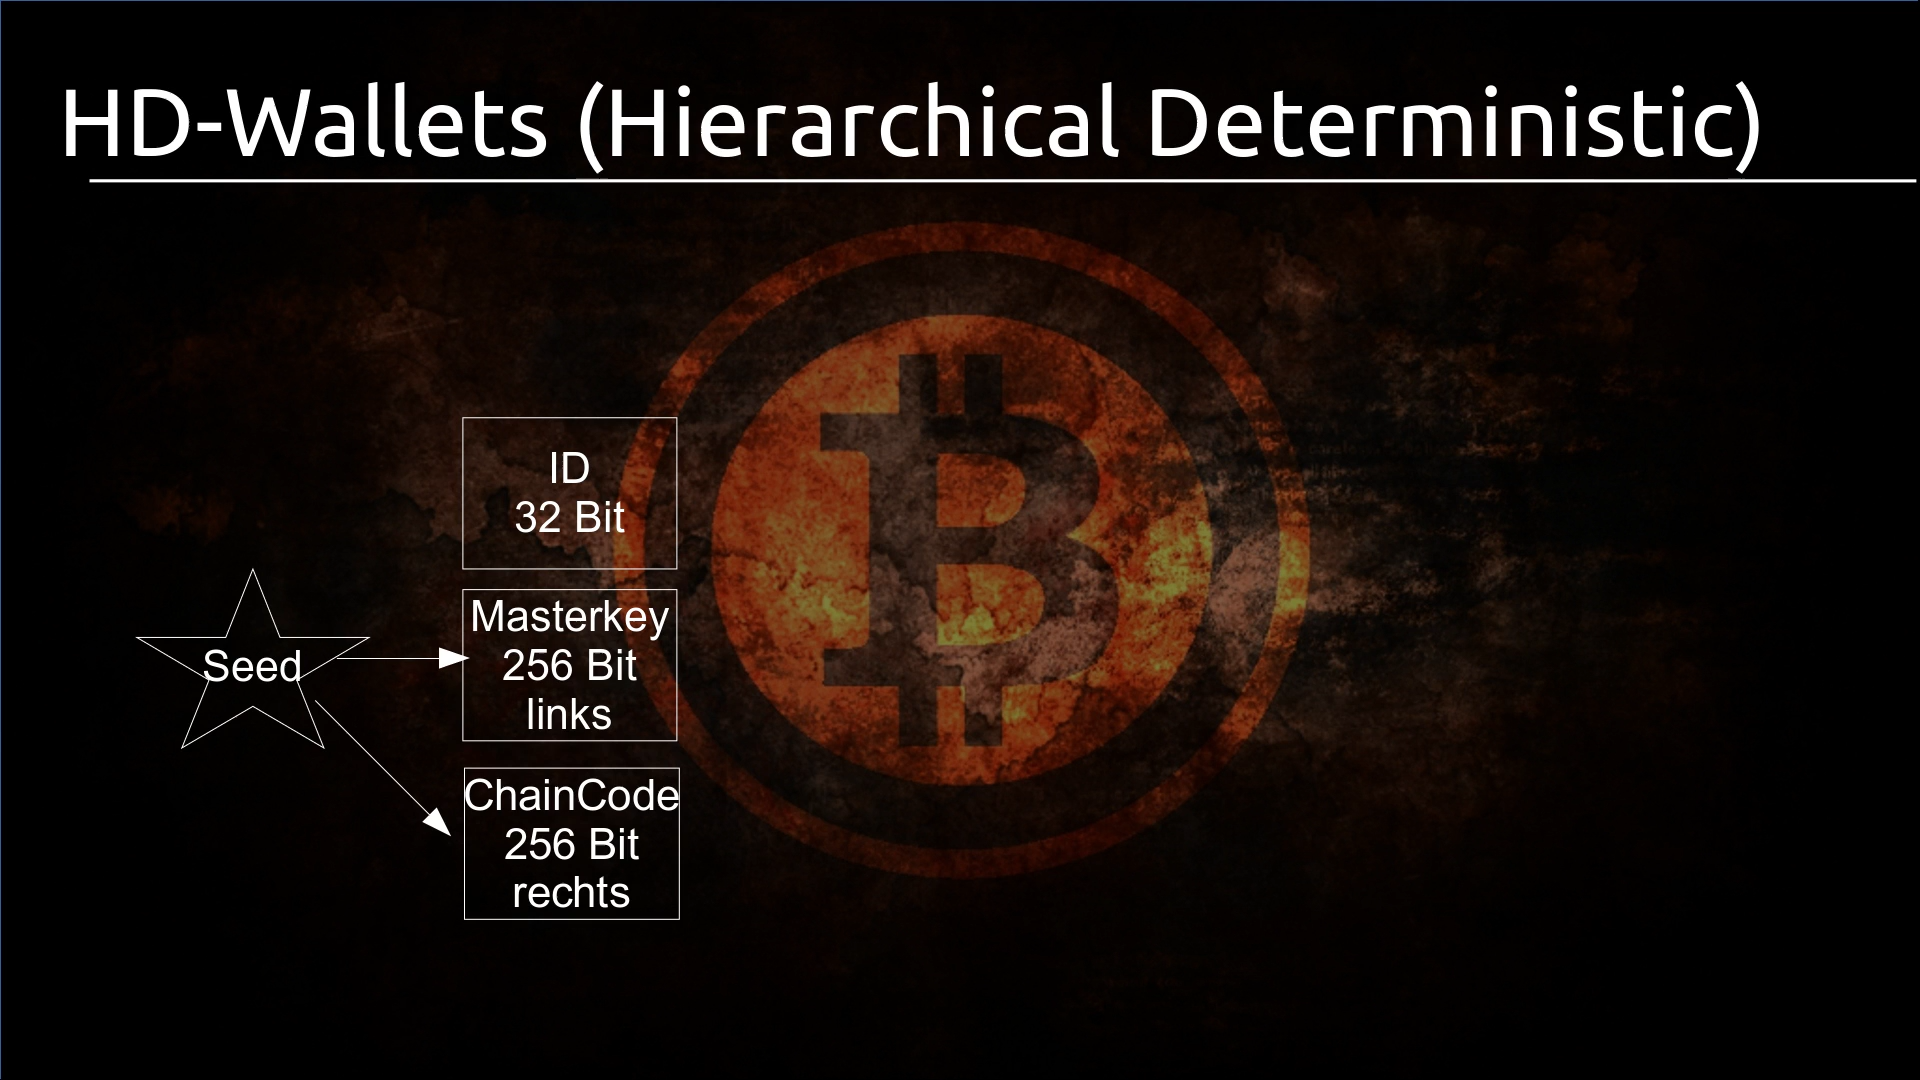 HD-Wallets (Hierarchical Deterministic)
ID
32 Bit
Seed
Masterkey
256 Bit
links
ChainCode
256 Bit
rechts